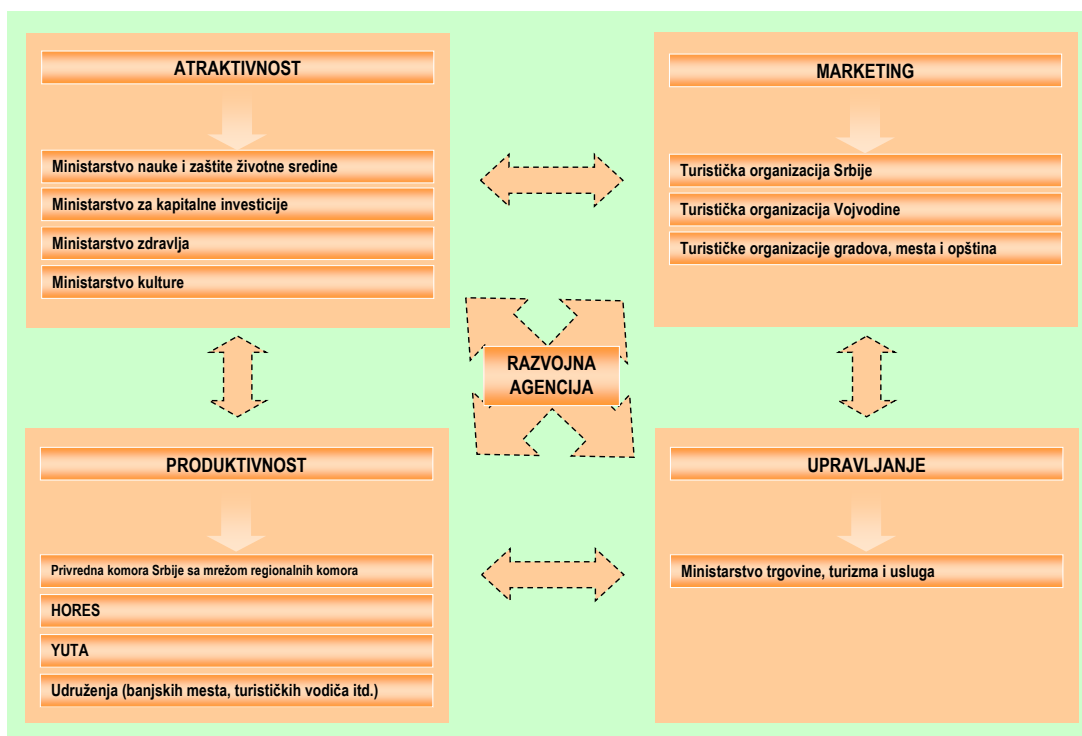 ATRAKTIVNOST
Ministarstvo nauke i zaštite životne sredine
Ministarstvo za kapitalne investicije
Ministarstvo zdravlja
Ministarstvo kulture
MARKETING
Turistička organizacija Srbije
Turistička organizacija Vojvodine
Turističke organizacije gradova, mesta i opština
RAZVOJNA
AGENCIJA
PRODUKTIVNOST
Privredna komora Srbije sa mrežom regionalnih komora
HORES
YUTA
Udruženja (banjskih mesta, turističkih vodiča itd.)
UPRAVLJANJE
Ministarstvo trgovine, turizma i usluga